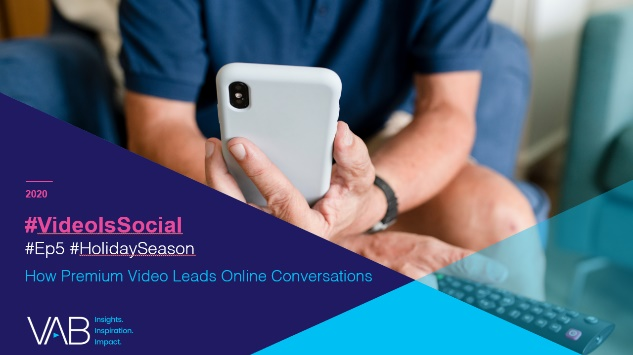 2020
#VideoIsSocial
#Ep5 #HolidaySeason
How Premium Video Leads Online Conversations
VAB
Insights.
Inspiration.
Impact.